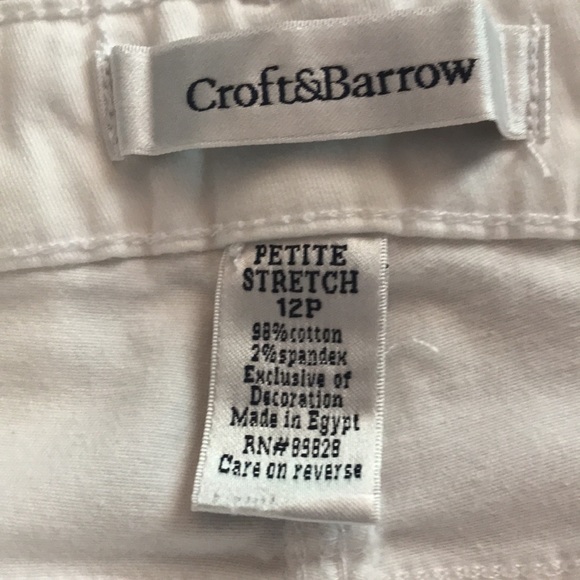 Croft&Barrow
PETITE
STRETCH
12P
98%cotton
2%spandex
Exclusive of
Decoration
Made in Egypt
RN#89828
Care on reverse